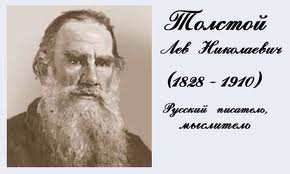 Толстой
Лев Николаевич
(1828 - 1910)
Русский писатель,
мыслитель